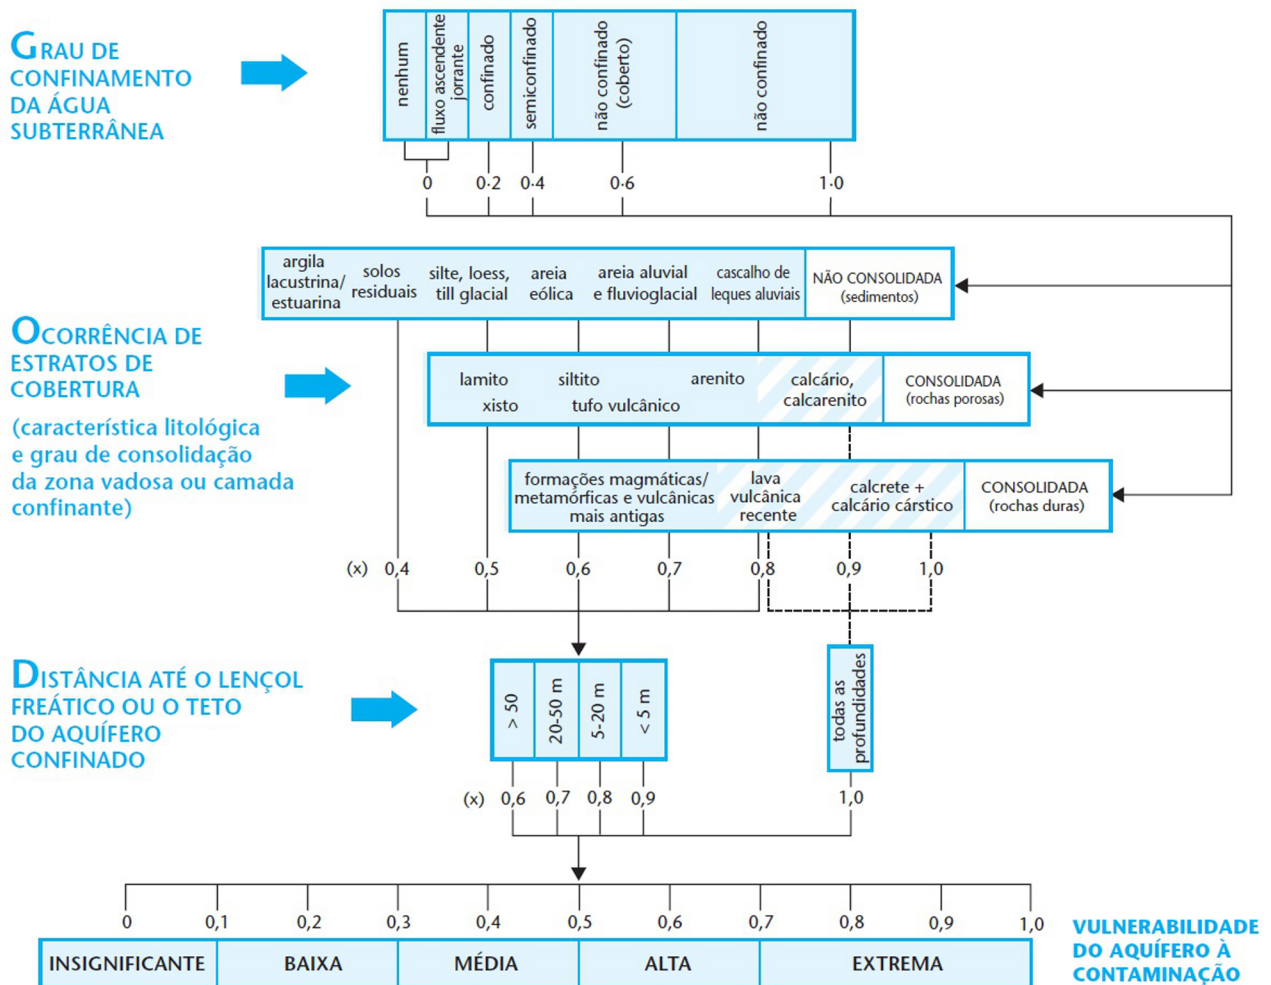 GRAU DE
CONFINAMENTO
DA ÁGUA
SUBTERRÂNEA
nenhum
fluxo ascendente
jorrante
confinado
semiconfinado
não confinado
(coberto)
não confinado
0
0·2
0·4
0·6
1·0
argila
lacustrina/
estuarina
solos
residuais
silte, loess,
till glacial
areia
eólica
areia aluvial
e fluvioglacial
cascalho de
leques aluviais
NÃO CONSOLIDADA
(sedimentos)
OCORRÊNCIA DE
ESTRATOS DE
COBERTURA
(característica litológica
e grau de consolidação
da zona vadosa ou camada
confinante)
lamito
xisto
siltito
tufo vulcânico
arenito
calcário,
calcarenito
CONSOLIDADA
(rochas porosas)
formações magmáticas/
metamórficas e vulcânicas
mais antigas
lava
vulcânica
recente
calcrete +
calcário cárstico
CONSOLIDADA
(rochas duras)
(x) 0,4 0,5 0,6 0,7 0,8 0,9 1,0
DISTÂNCIA ATÉ O LENÇOL
FREÁTICO OU O TETO
DO AQUÍFERO
CONFINADO
> 50
20-50 m
5-20 m
< 5 m
todas as
profundidades
(x) 0,6 0,7 0,8 0,9 1,0
0 0,1 0,2 0,3 0,4 0,5 0,6 0,7 0,8 0,9 1,0
INSIGNIFICANTE BAIXA MÉDIA ALTA EXTREMA
VULNERABILIDADE
DO AQUÍFERO À
CONTAMINAÇÃO